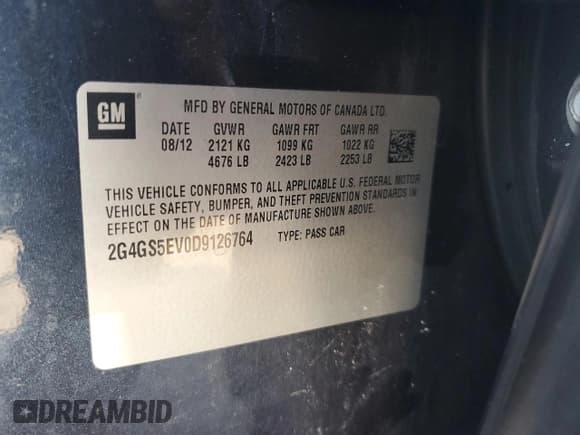 GM
MFD BY GENERAL MOTORS OF CANADA LTD.
DATE GVWR GAWR FRT GAWR RR
08/12 2121 KG 1099 KG 1022 KG
4676 LB 2423 LB 2253 LB
THIS VEHICLE CONFORMS TO ALL APPLICABLE U.S. FEDERAL MOTOR
VEHICLE SAFETY, BUMPER, AND THEFT PREVENTION STANDARDS IN
EFFECT ON THE DATE OF MANUFACTURE SHOWN ABOVE.
2G4GS5EV0D9126764 TYPE: PASS CAR
DREAMBID